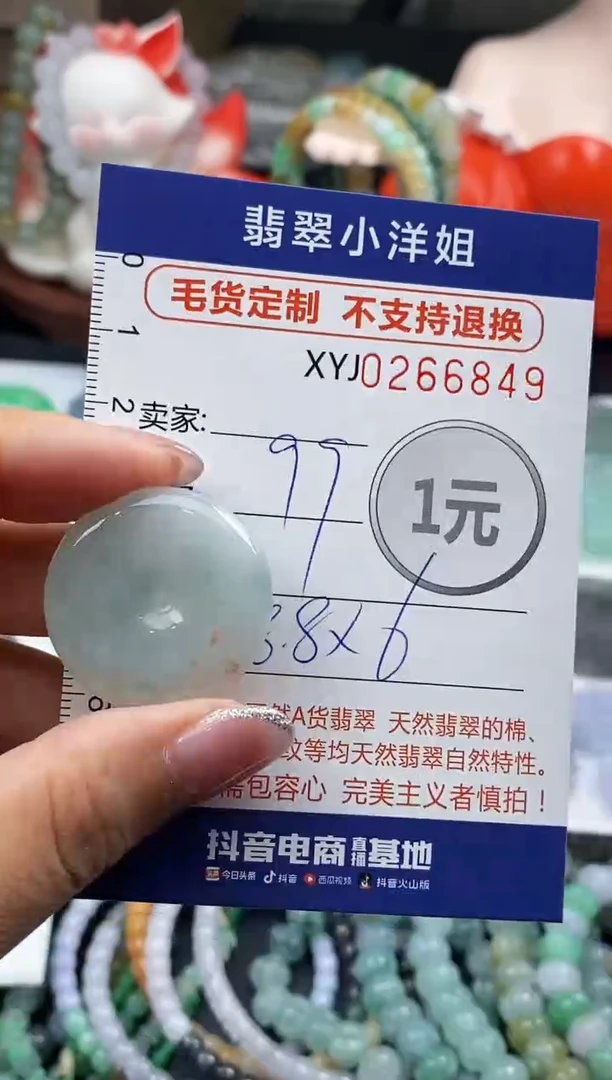 翡翠小洋姐
毛货定制 不支持退换
XYJ0266849
0
1
2
卖家:
99
1元
.8x6
然A货翡翠 天然翡翠的棉、
纹等均天然翡翠自然特性。
需包容心 完美主义者慎拍！
抖音电商直播基地
今日头条 抖音 西瓜视频 抖音火山版